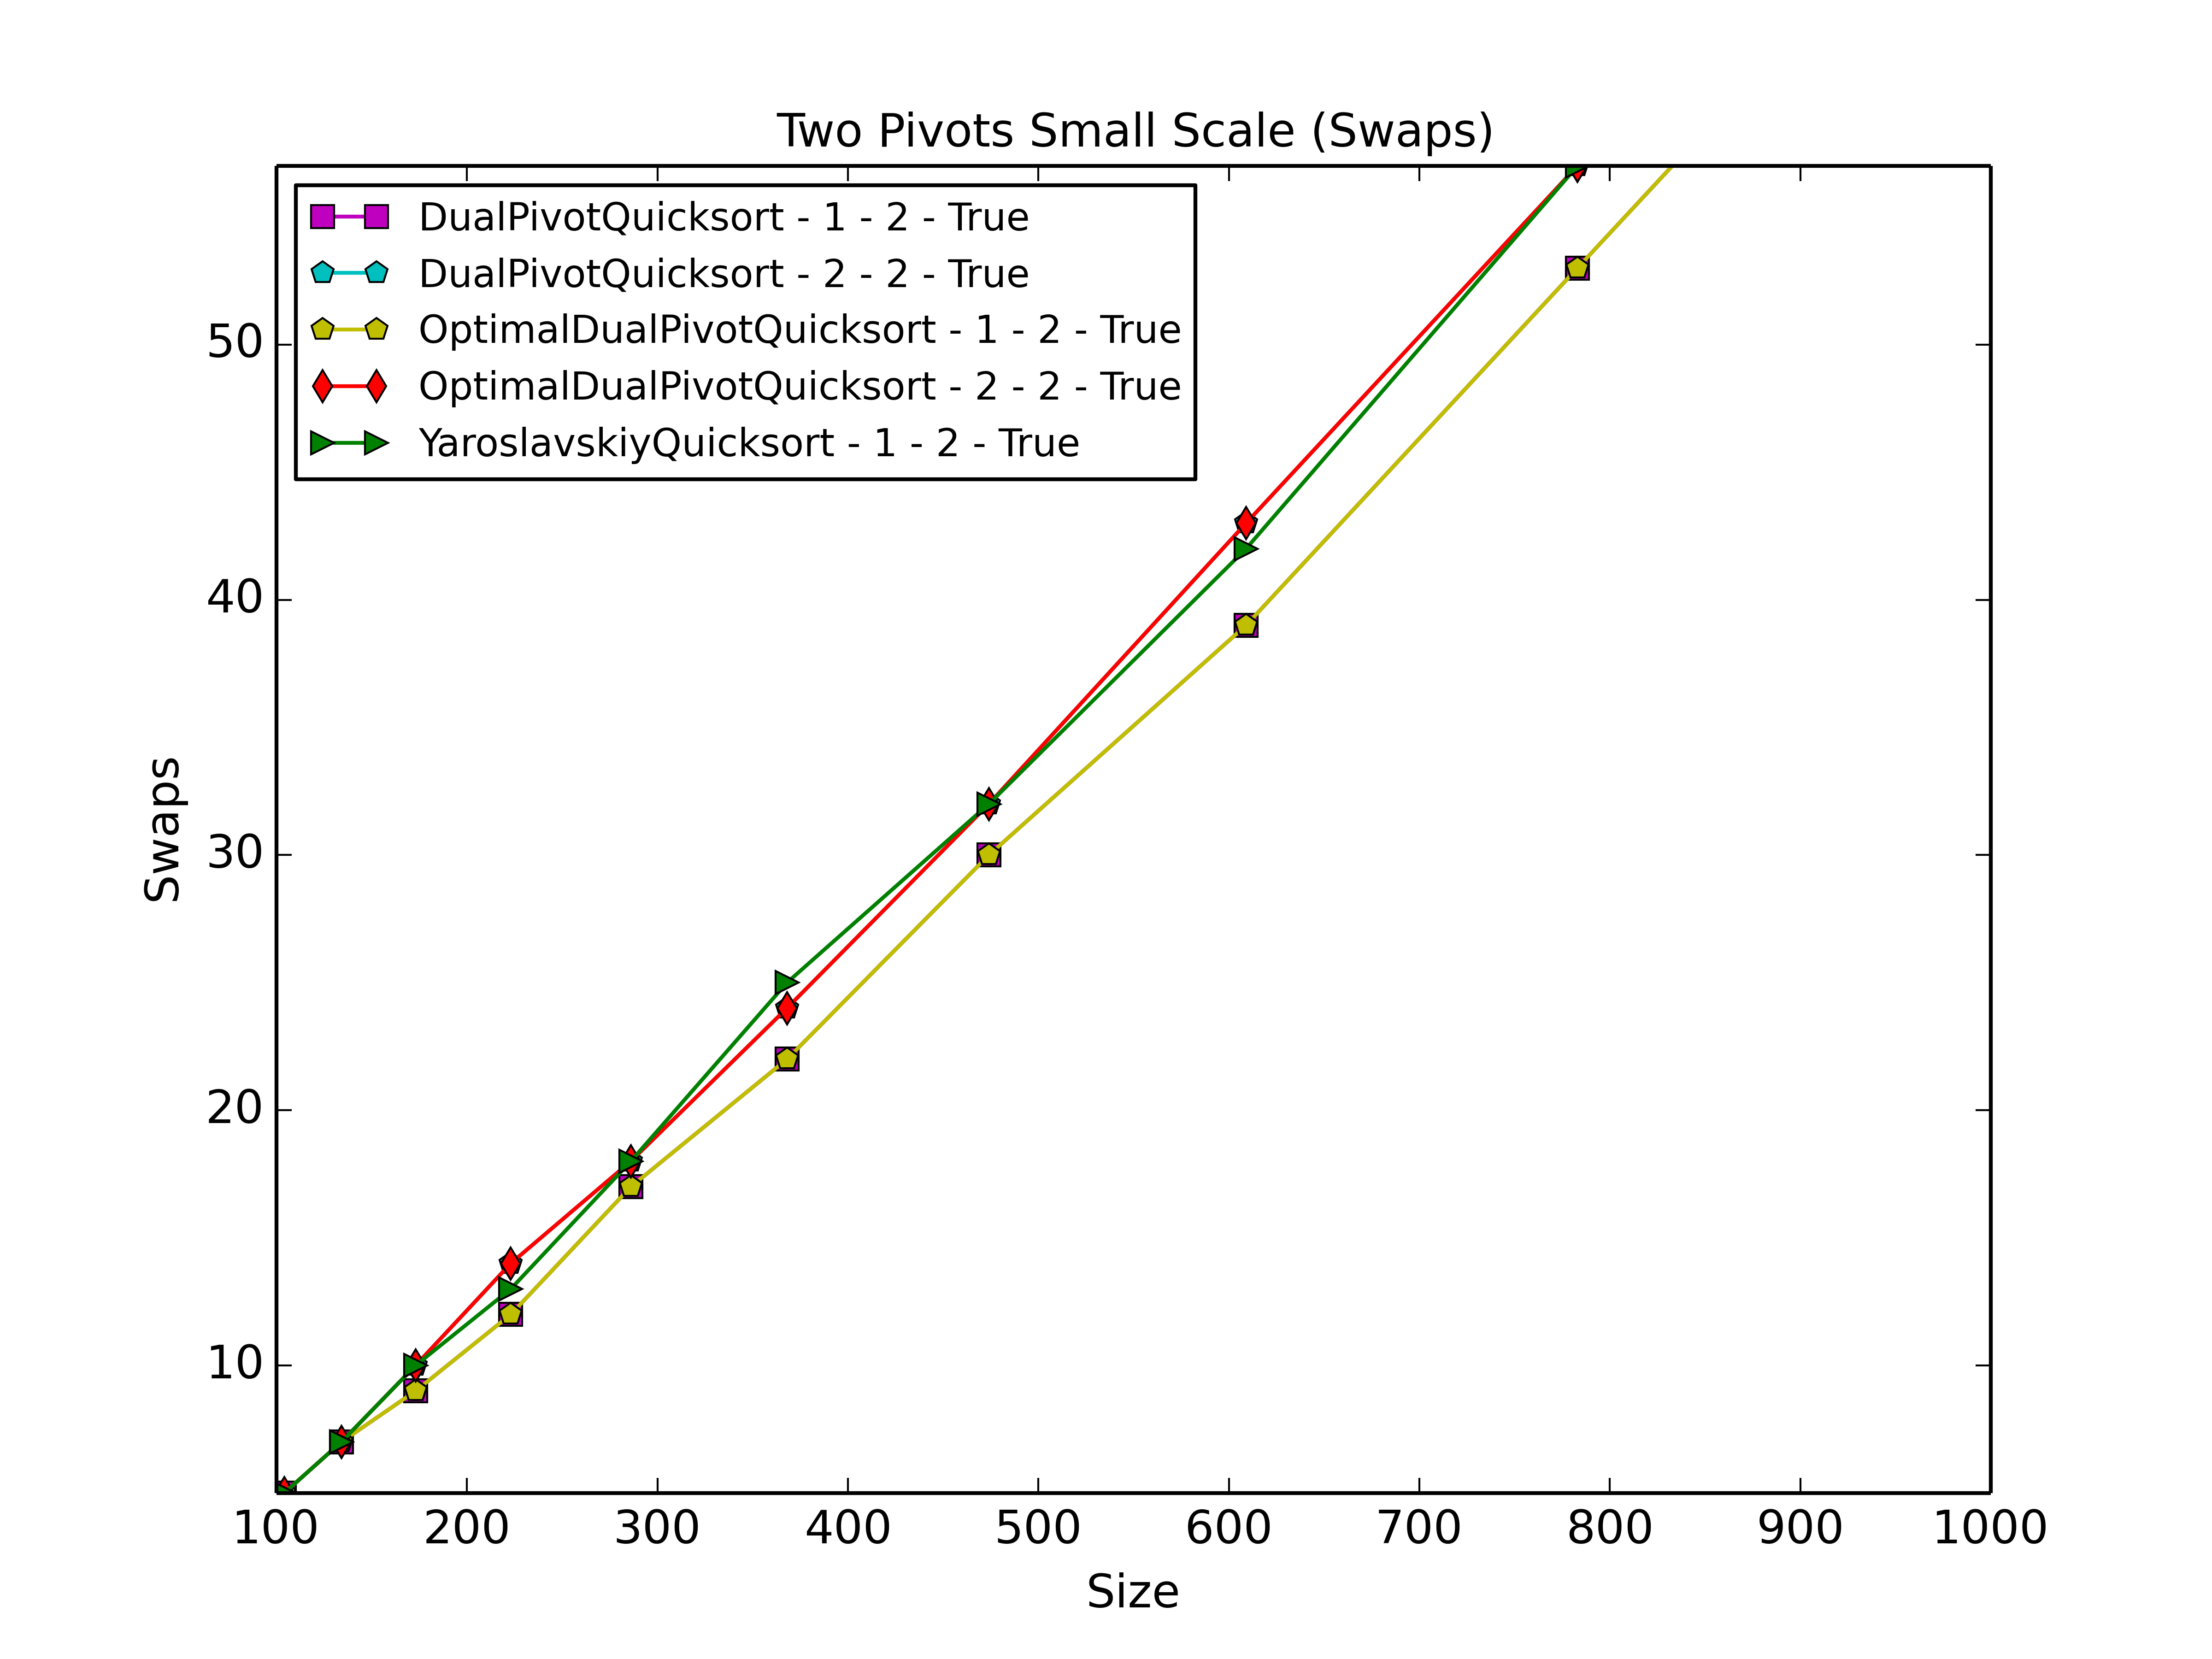 Two Pivots Small Scale (Swaps)
DualPivotQuicksort - 1 - 2 - True
DualPivotQuicksort - 2 - 2 - True
OptimalDualPivotQuicksort - 1 - 2 - True
OptimalDualPivotQuicksort - 2 - 2 - True
YaroslavskiyQuicksort - 1 - 2 - True
50
40
30
20
10
Swaps
100 200 300 400 500 600 700 800 900 1000
Size